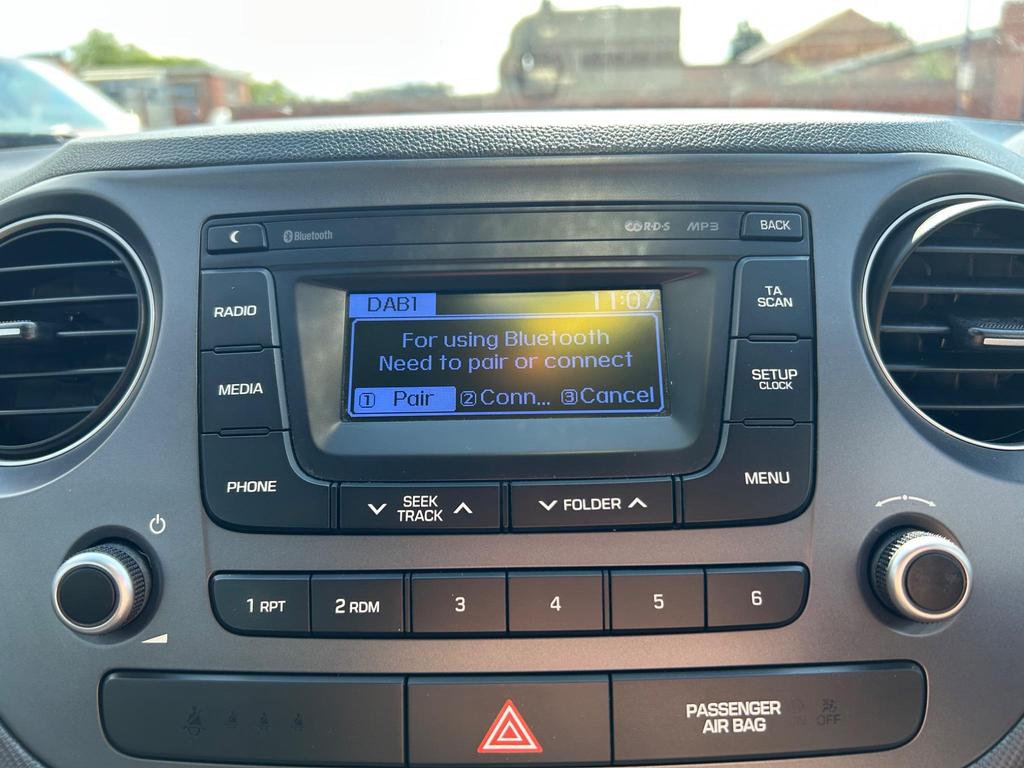 Bluetooth
R·D·S MP3
BACK
RADIO
MEDIA
PHONE
DAB1 11:07
For using Bluetooth
Need to pair or connect
1 Pair 2 Conn... 3 Cancel
TA
SCAN
SETUP
CLOCK
MENU
SEEK
TRACK
FOLDER
1 RPT 2 RDM 3 4 5 6
PASSENGER
AIR BAG
OFF